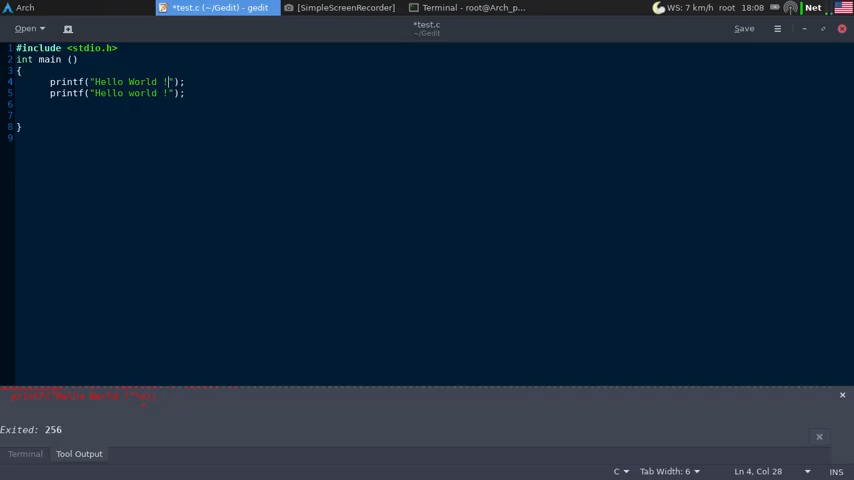 Arch
*test.c (~/Gedit) - gedit
[SimpleScreenRecorder]
Terminal - root@Arch_p...
WS: 7 km/h root 18:08 Net
Open
*test.c
~/Gedit
Save
1 #include <stdio.h>
2 int main ()
3 {
4 printf("Hello World !");
5 printf("Hello world !");
6
7
8 }
9
Exited: 256
Terminal
Tool Output
C
Tab Width: 6
Ln 4, Col 28
INS